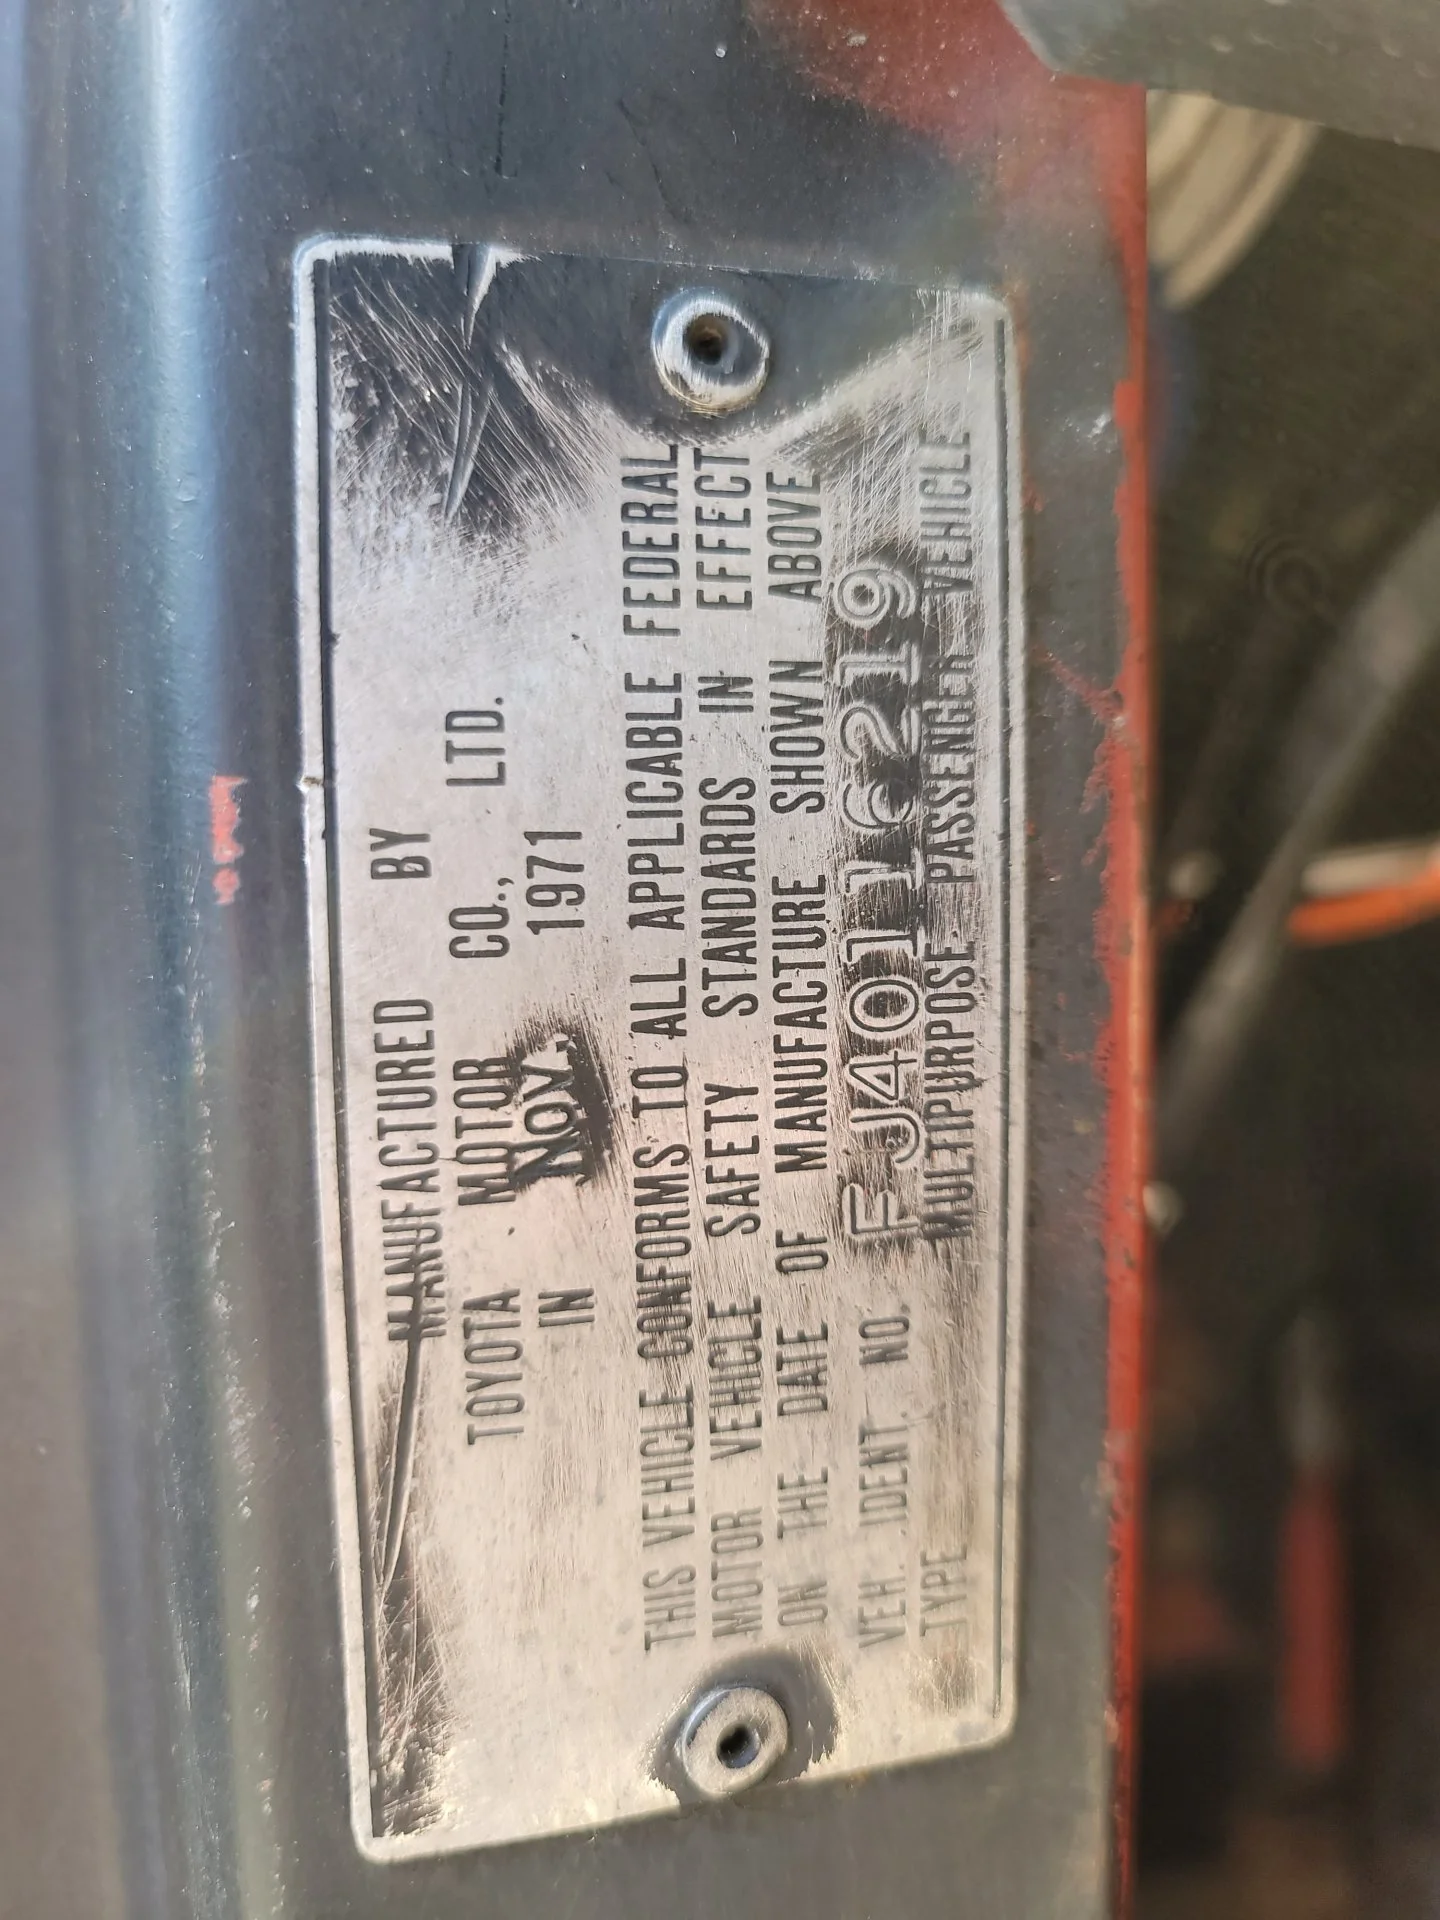 MANUFACTURED BY
TOYOTA MOTOR CO., LTD.
IN NOV. 1971
THIS VEHICLE CONFORMS TO ALL APPLICABLE FEDERAL
MOTOR VEHICLE SAFETY STANDARDS IN EFFECT
ON THE DATE OF MANUFACTURE SHOWN ABOVE
VEH. IDENT. NO. FJ40116219
TYPE MULTIPURPOSE PASSENGER VEHICLE